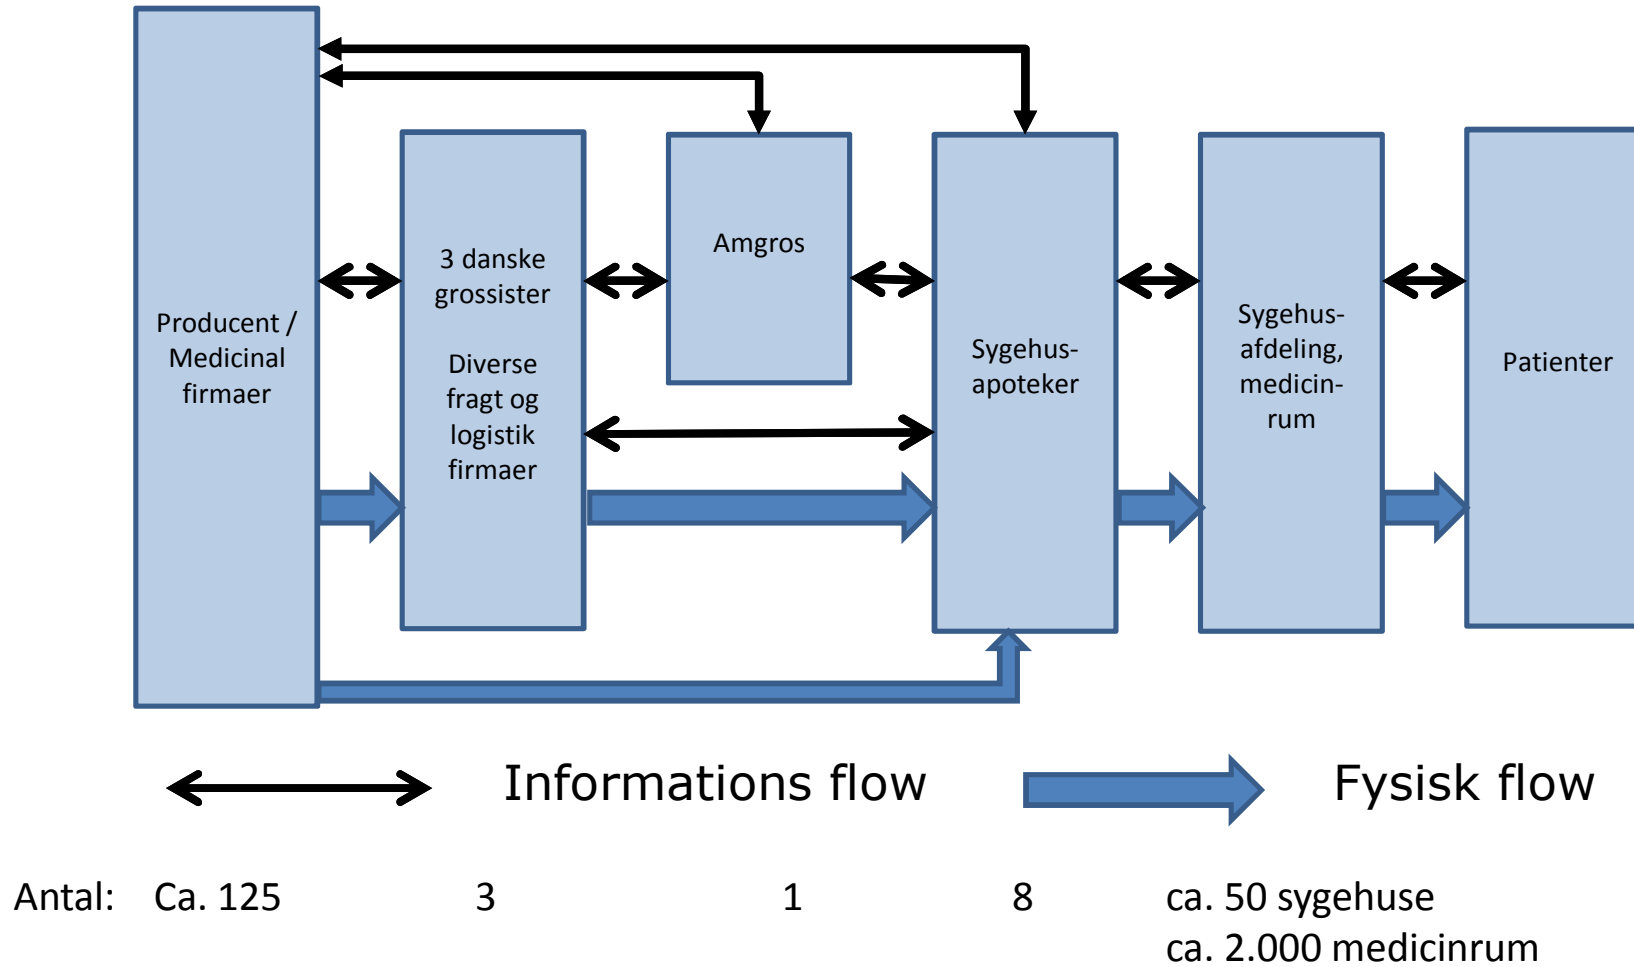 Producent /
Medicinal
firmaer
3 danske
grossister
Diverse
fragt og
logistik
firmaer
Amgros
Sygehus-
apoteker
Sygehus-
afdeling,
medicin-
rum
Patienter
Informations flow
Fysisk flow
Antal: Ca. 125 3 1 8 ca. 50 sygehuse
ca. 2.000 medicinrum